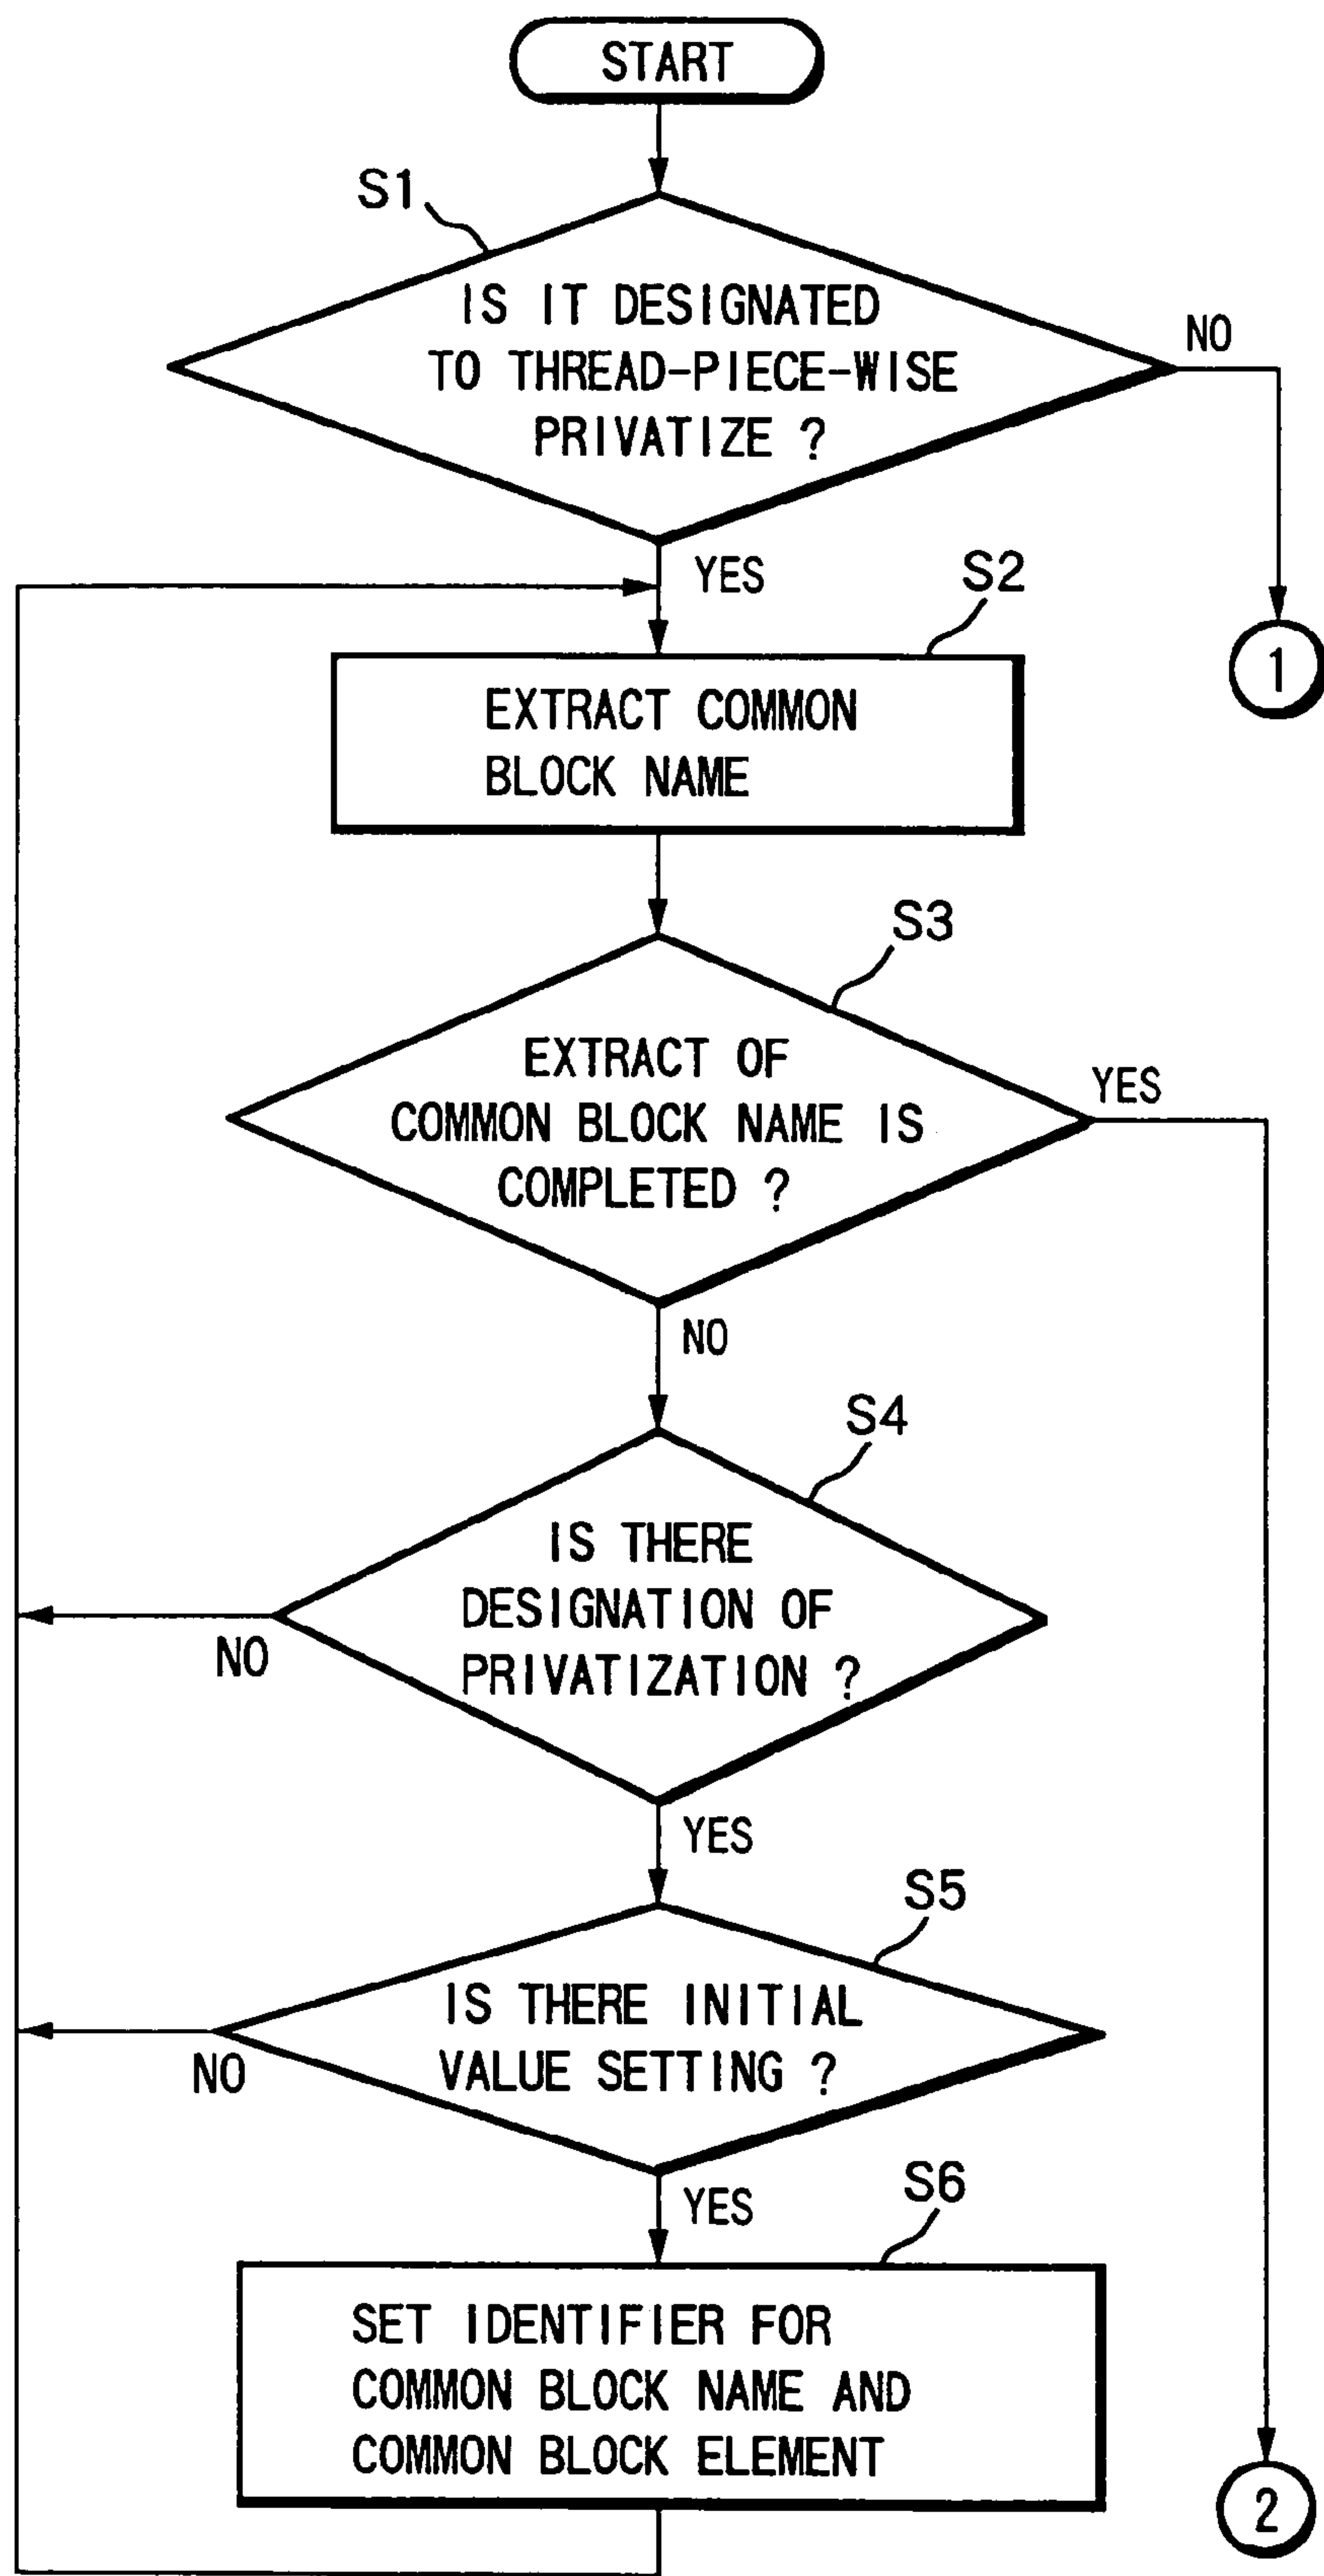 START
S1
IS IT DESIGNATED
TO THREAD-PIECE-WISE
PRIVATIZE ?
NO
YES
S2
1
EXTRACT COMMON
BLOCK NAME
S3
EXTRACT OF
COMMON BLOCK NAME IS
COMPLETED ?
YES
NO
S4
IS THERE
DESIGNATION OF
PRIVATIZATION ?
NO
YES
S5
IS THERE INITIAL
VALUE SETTING ?
NO
YES
S6
SET IDENTIFIER FOR
COMMON BLOCK NAME AND
COMMON BLOCK ELEMENT
2